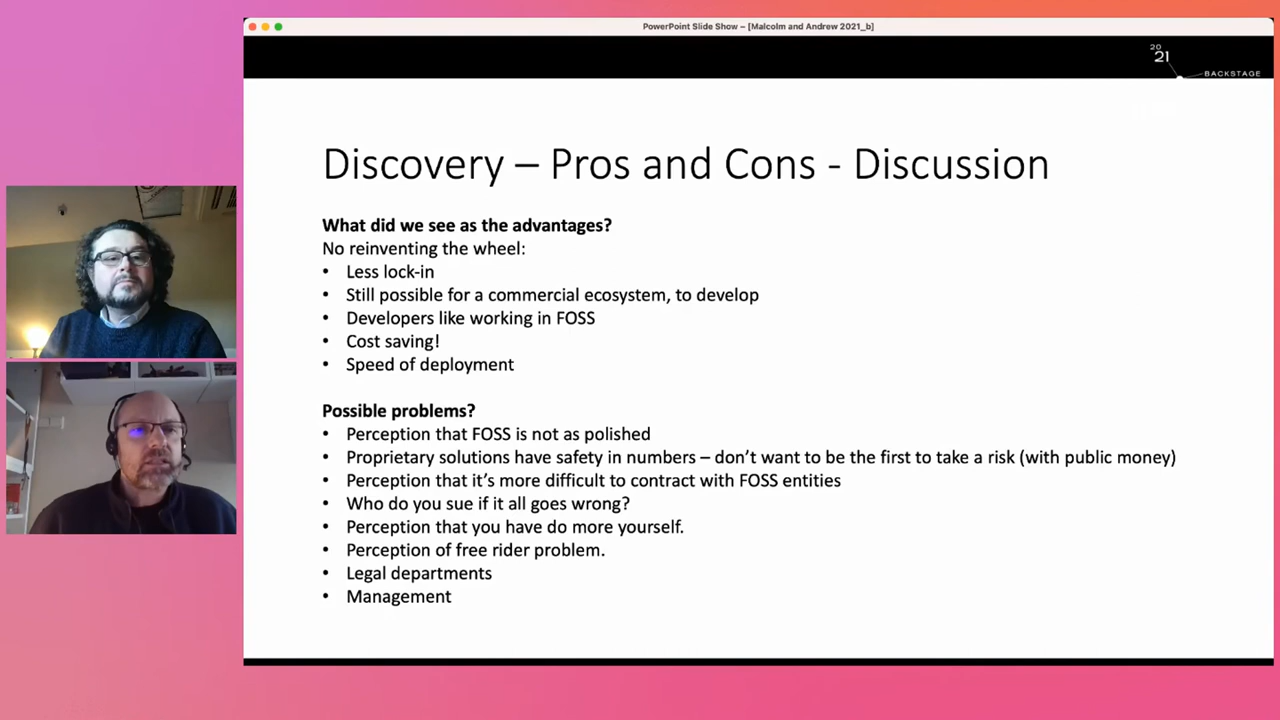 PowerPoint Slide Show – [Malcolm and Andrew 2021_b]
20
21
BACKSTAGE
Discovery – Pros and Cons - Discussion
What did we see as the advantages?
No reinventing the wheel:
• Less lock-in
• Still possible for a commercial ecosystem, to develop
• Developers like working in FOSS
• Cost saving!
• Speed of deployment
Possible problems?
• Perception that FOSS is not as polished
• Proprietary solutions have safety in numbers – don’t want to be the first to take a risk (with public money)
• Perception that it’s more difficult to contract with FOSS entities
• Who do you sue if it all goes wrong?
• Perception that you have do more yourself.
• Perception of free rider problem.
• Legal departments
• Management